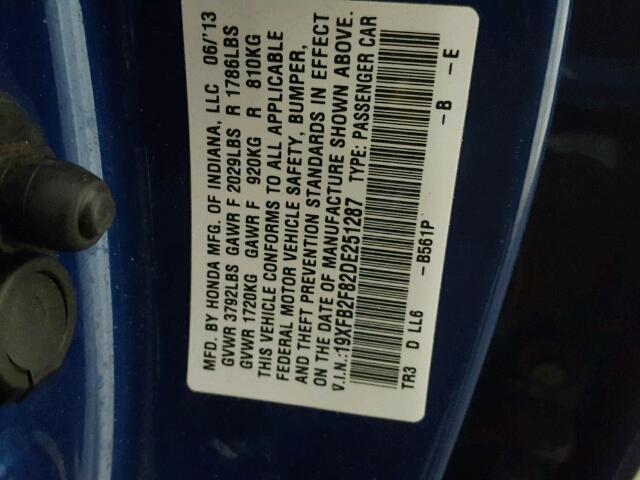 MFD. BY HONDA MFG. OF INDIANA, LLC 06/'13
GVWR 3792LBS GAWR F 2029LBS R 1786LBS
GVWR 1720KG GAWR F 920KG R 810KG
THIS VEHICLE CONFORMS TO ALL APPLICABLE
FEDERAL MOTOR VEHICLE SAFETY, BUMPER,
AND THEFT PREVENTION STANDARDS IN EFFECT
ON THE DATE OF MANUFACTURE SHOWN ABOVE.
V.I.N.:19XFB2F82DE251287 TYPE: PASSENGER CAR
-B561P -B -E
TR3 D LL6